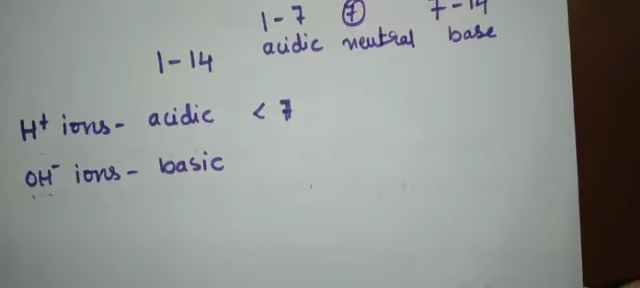 1-7 ⑦ 7-14
acidic neutral base
1-14
H⁺ ions - acidic < 7
OH⁻ ions - basic